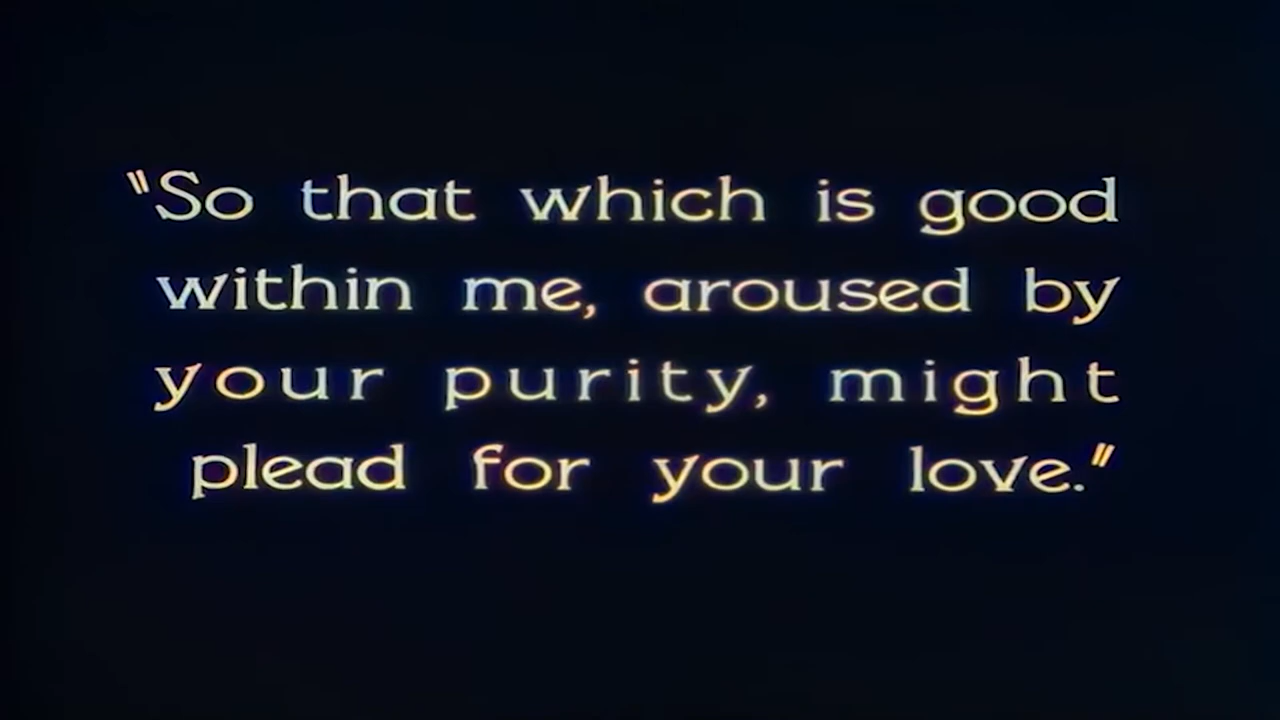 "So that which is good
within me, aroused by
your purity, might
plead for your love."